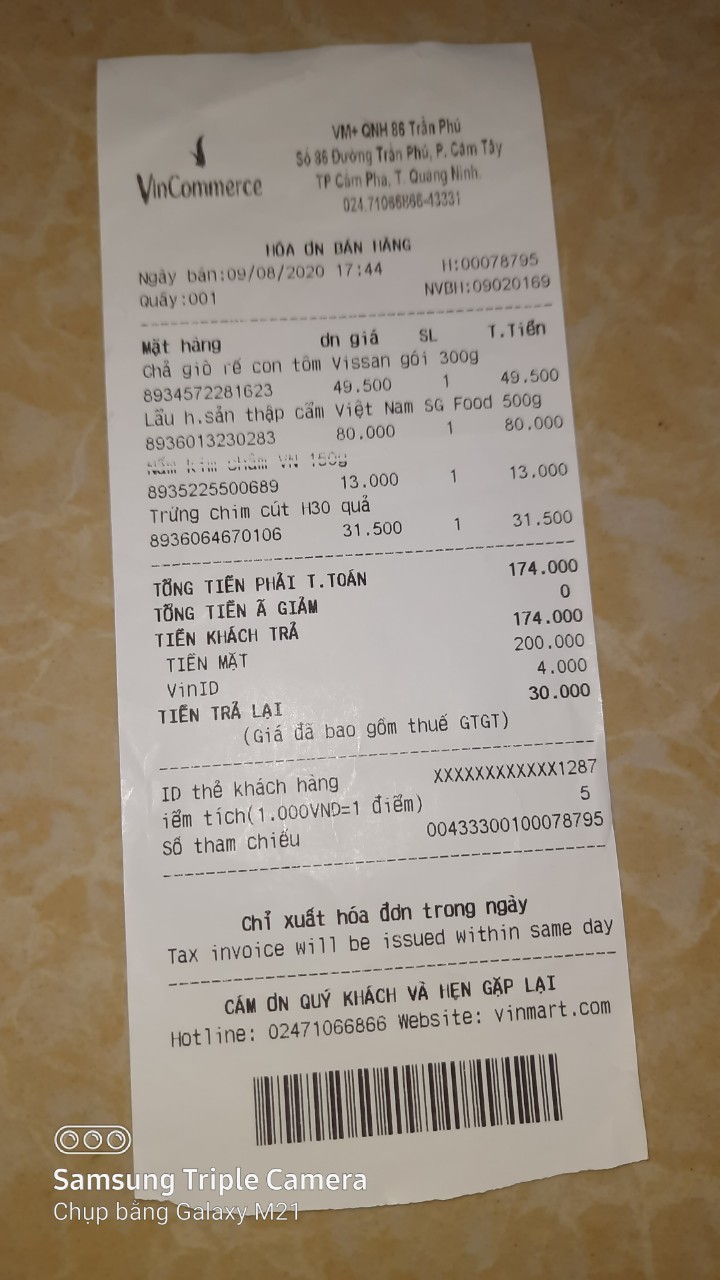 VinCommerce
VM+ QNH 86 Trần Phú
Số 86 Đường Trần Phú, P. Cẩm Tây
TP Cẩm Phả, T. Quảng Ninh
024.71066866-43331
HÓA ƠN BÁN HÀNG
Ngày bán:09/08/2020 17:44 H:00078795
Quầy:001 NVBH:09020169
Mặt hàng ơn giá SL T.Tiền
Chả giò rế con tôm Vissan gói 300g
8934572281623 49.500 1 49.500
Lẩu h.sản thập cẩm Việt Nam SG Food 500g
8936013230283 80.000 1 80.000
Nấm kim châm VN 150g
8935225500689 13.000 1 13.000
Trứng chim cút H30 quả
8936064670106 31.500 1 31.500
TỔNG TIỀN PHẢI T.TOÁN 174.000
TỔNG TIỀN Ã GIẢM 0
TIỀN KHÁCH TRẢ 174.000
TIỀN MẶT 200.000
VinID 4.000
TIỀN TRẢ LẠI 30.000
(Giá đã bao gồm thuế GTGT)
ID thẻ khách hàng XXXXXXXXXXXX1287
iểm tích(1.000VND=1 điểm) 5
Số tham chiếu 00433300100078795
Chỉ xuất hóa đơn trong ngày
Tax invoice will be issued within same day
CÁM ƠN QUÝ KHÁCH VÀ HẸN GẶP LẠI
Hotline: 02471066866 Website: vinmart.com
Samsung Triple Camera
Chụp bằng Galaxy M21